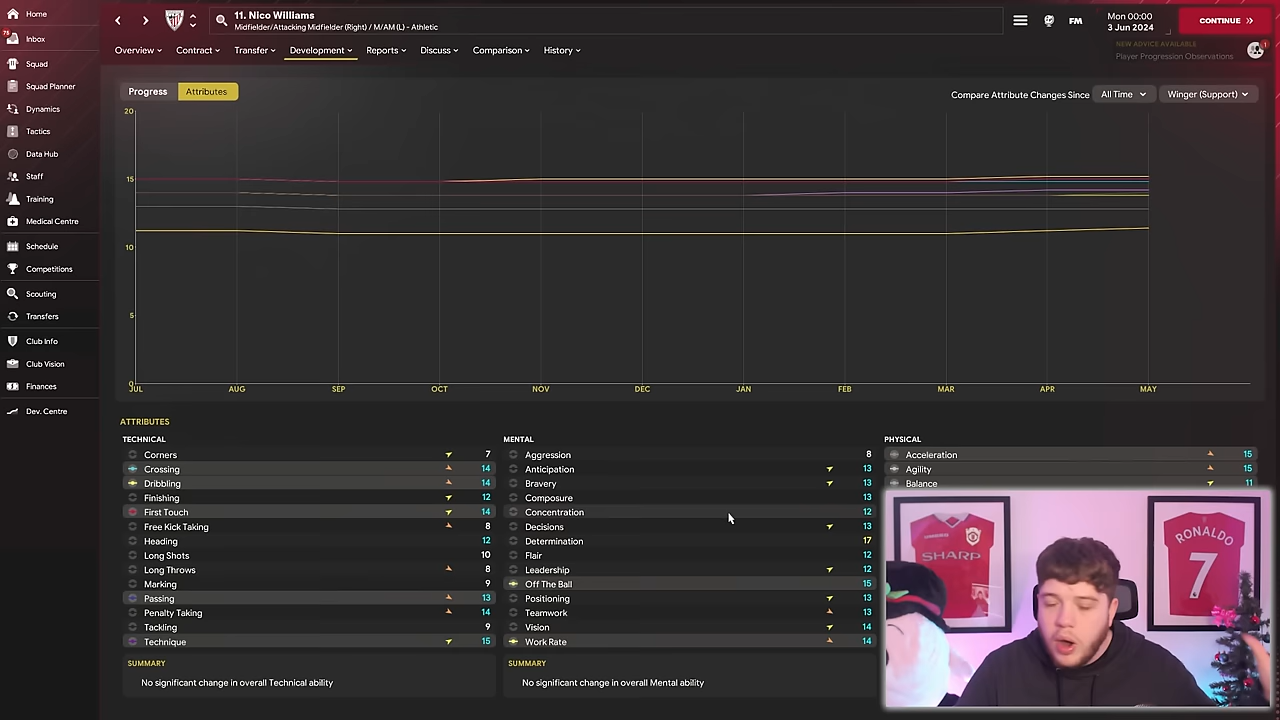 Home
11. Nico Williams
Midfielder/Attacking Midfielder (Right) / M/AM (L) - Athletic
FM
Mon 00:00
3 Jun 2024
CONTINUE
75
Inbox
Overview
Contract
Transfer
Development
Reports
Discuss
Comparison
History
NEW ADVICE AVAILABLE
Player Progression Observations
1
Squad
Squad Planner
Dynamics
Tactics
Data Hub
Staff
Training
Medical Centre
Schedule
Competitions
Scouting
Transfers
Club Info
Club Vision
Finances
Dev. Centre
Progress
Attributes
Compare Attribute Changes Since
All Time
Winger (Support)
20
15
10
5
0
JUL
AUG
SEP
OCT
NOV
DEC
JAN
FEB
MAR
APR
MAY
ATTRIBUTES
TECHNICAL
Corners 7
Crossing 14
Dribbling 14
Finishing 12
First Touch 14
Free Kick Taking 8
Heading 12
Long Shots 10
Long Throws 8
Marking 9
Passing 13
Penalty Taking 14
Tackling 9
Technique 15
SUMMARY
No significant change in overall Technical ability
MENTAL
Aggression 8
Anticipation 13
Bravery 13
Composure 13
Concentration 12
Decisions 13
Determination 17
Flair 12
Leadership 12
Off The Ball 15
Positioning 13
Teamwork 13
Vision 14
Work Rate 14
SUMMARY
No significant change in overall Mental ability
PHYSICAL
Acceleration 15
Agility 15
Balance 11
SHARP
RONALDO
7